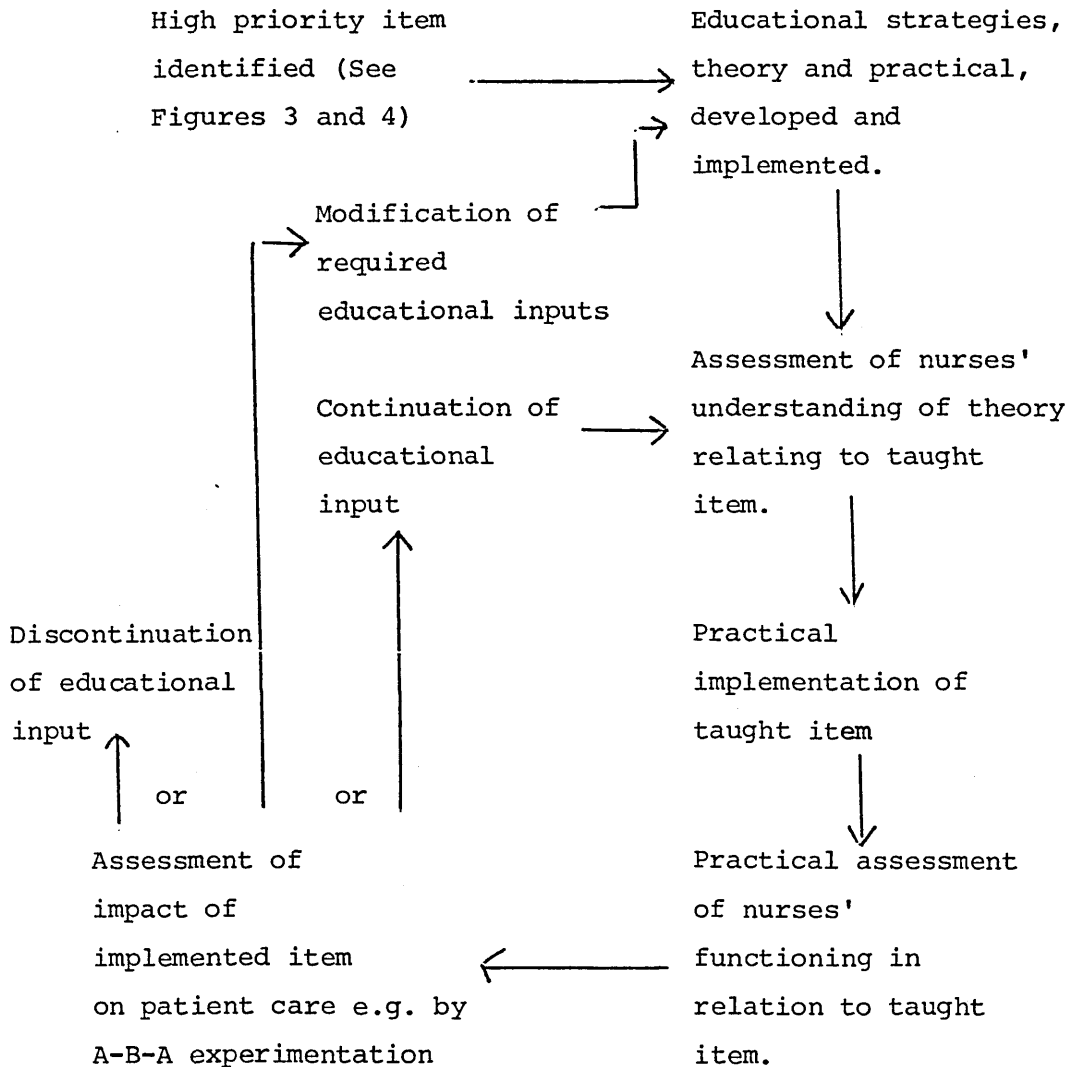 High priority item
identified (See
Figures 3 and 4)
Educational strategies,
theory and practical,
developed and
implemented.
Modification of
required
educational inputs
Assessment of nurses'
understanding of theory
relating to taught
item.
Continuation of
educational
input
Discontinuation
of educational
input
Practical
implementation of
taught item
or
or
Assessment of
impact of
implemented item
on patient care e.g. by
A-B-A experimentation
Practical assessment
of nurses'
functioning in
relation to taught
item.